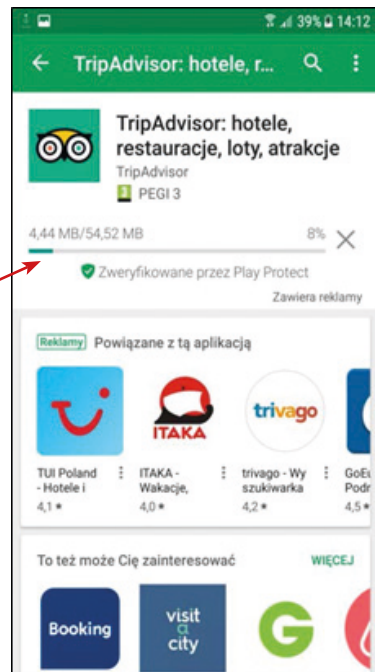 39% 14:12
TripAdvisor: hotele, r...
TripAdvisor: hotele,
restauracje, loty, atrakcje
TripAdvisor
3 PEGI 3
4,44 MB/54,52 MB 8%
Zweryfikowane przez Play Protect
Zawiera reklamy
Reklamy Powiązane z tą aplikacją
ITAKA
trivago
TUI Poland ITAKA - trivago - Wy GoEu
- Hotele i Wakacje, szukiwarka Podr
4,1 ★ 4,0 ★ 4,2 ★ 4,5 ★
To też może Cię zainteresować WIĘCEJ
Booking
visit
a
city
G